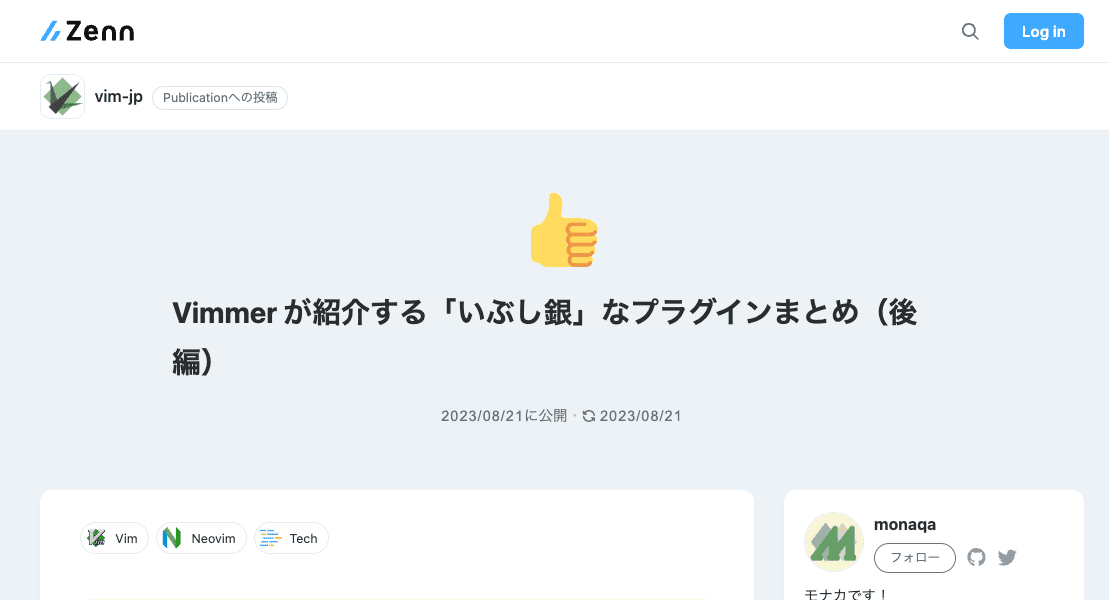 Zenn
Log in
vim-jp
Publicationへの投稿
Vimmer が紹介する「いぶし銀」なプラグインまとめ（後
編）
2023/08/21に公開・2023/08/21
Vim
Neovim
Tech
monaqa
フォロー
モナカです！